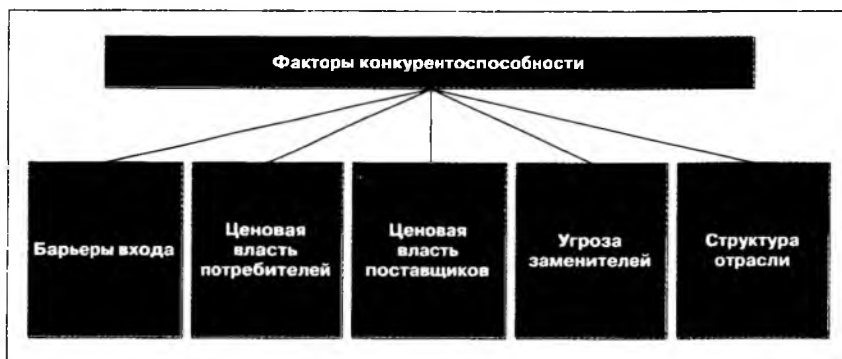 Факторы конкурентоспособности
Барьеры входа
Ценовая
власть
потребителей
Ценовая
власть
поставщиков
Угроза
заменителей
Структура
отрасли